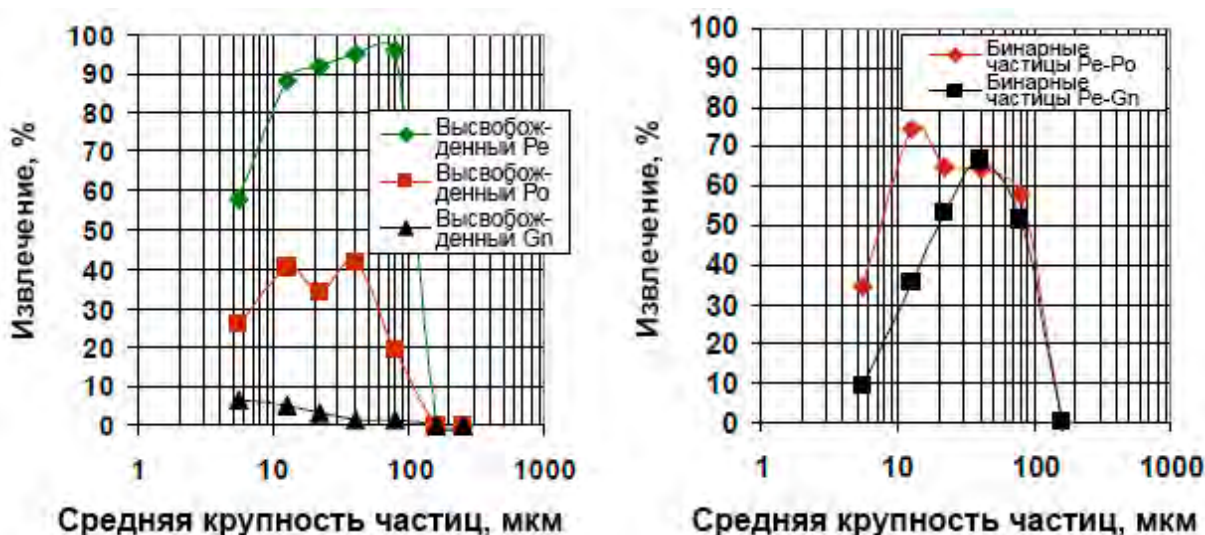 100
90
80
70
60
50
40
30
20
10
0
Извлечение, %
Высвобож-
денный Pe
Высвобож-
денный Po
Высвобож-
денный Gn
1 10 100 1000
Средняя крупность частиц, мкм
100
90
80
70
60
50
40
30
20
10
0
Извлечение, %
Бинарные
частицы Pe-Po
Бинарные
частицы Pe-Gn
1 10 100 1000
Средняя крупность частиц, мкм